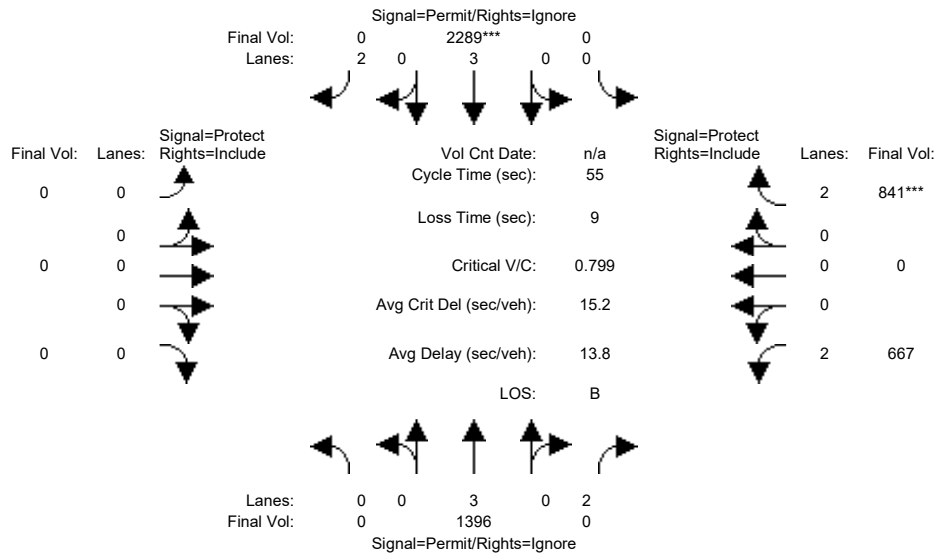 Signal=Permit/Rights=Ignore
Final Vol: 0 2289*** 0
Lanes: 2 0 3 0 0
Signal=Protect Signal=Protect
Final Vol: Lanes: Rights=Include Vol Cnt Date: n/a Rights=Include Lanes: Final Vol:
Cycle Time (sec): 55
0 0 2 841***
Loss Time (sec): 9
0 0
0 0 Critical V/C: 0.799 0 0
0 Avg Crit Del (sec/veh): 15.2 0
0 0 Avg Delay (sec/veh): 13.8 2 667
LOS: B
Lanes: 0 0 3 0 2
Final Vol: 0 1396 0
Signal=Permit/Rights=Ignore